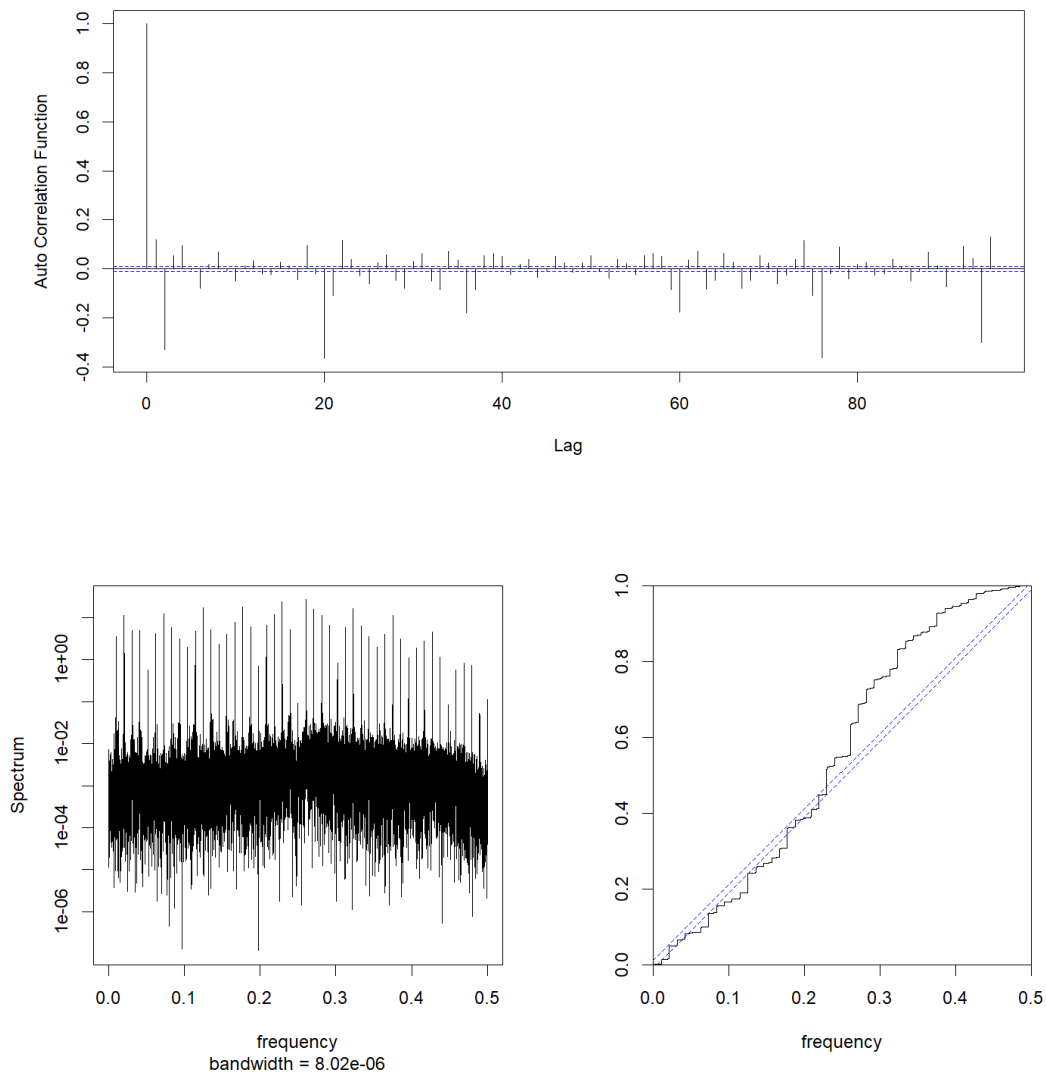 Auto Correlation Function
1.0
0.8
0.6
0.4
0.2
0.0
-0.2
-0.4
0 20 40 60 80
Lag
Spectrum
1e+00
1e-02
1e-04
1e-06
0.0 0.1 0.2 0.3 0.4 0.5
frequency
bandwidth = 8.02e-06
1.0
0.8
0.6
0.4
0.2
0.0
0.0 0.1 0.2 0.3 0.4 0.5
frequency